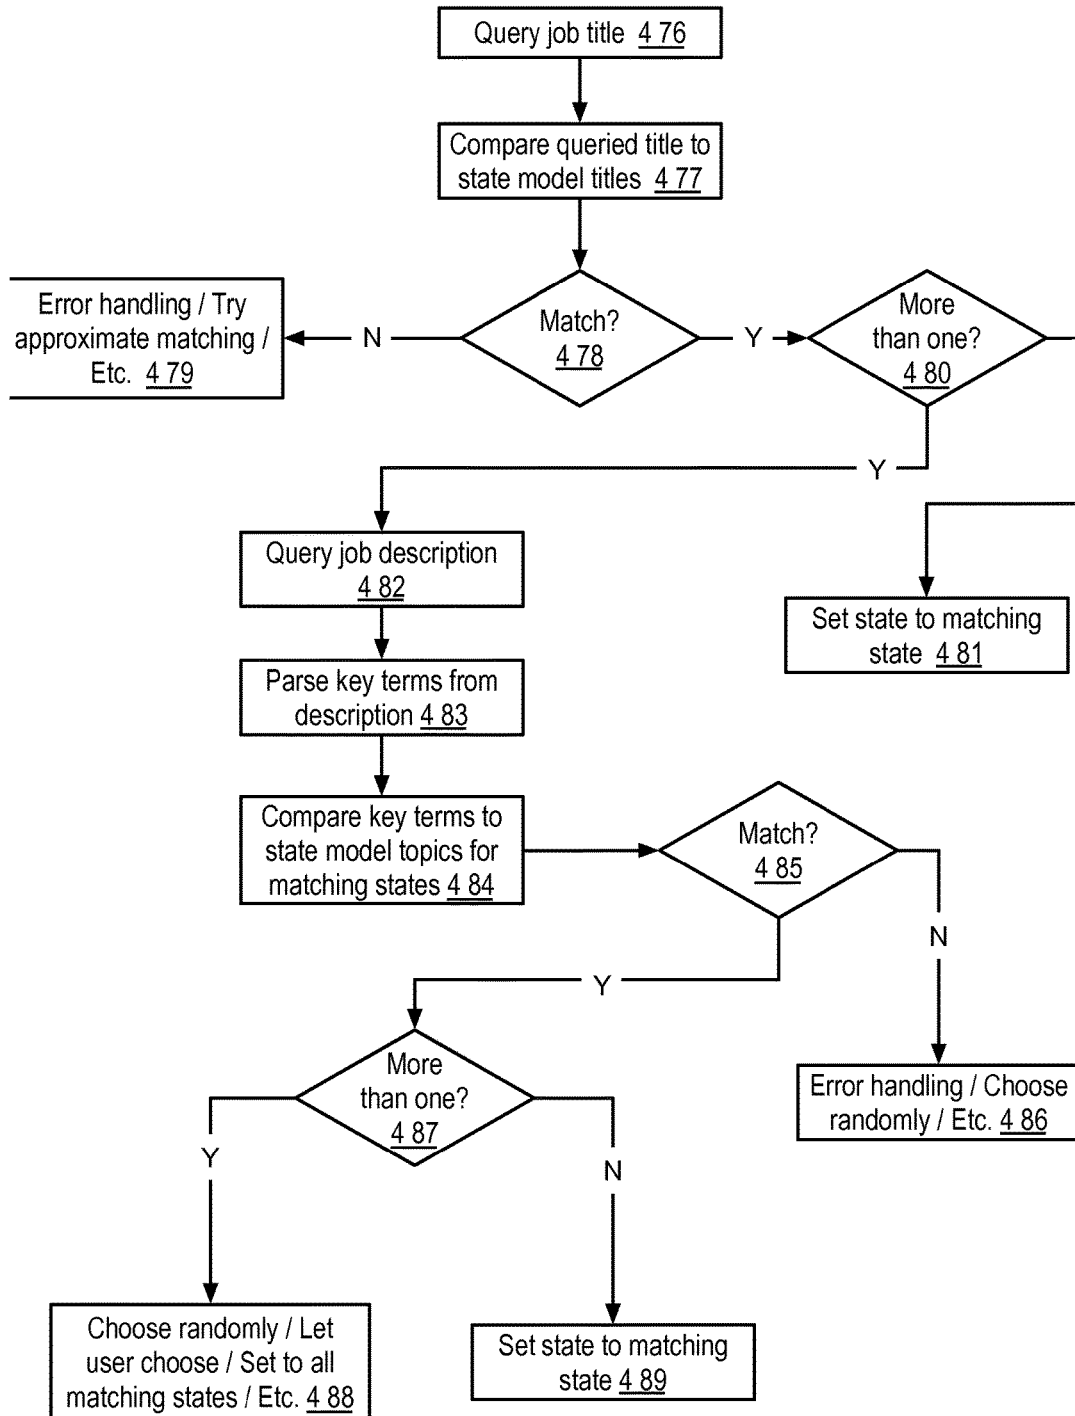 Query job title 4 76
Compare queried title to
state model titles 4 77
Error handling / Try
approximate matching /
Etc. 4 79
N
Match?
4 78
Y
More
than one?
4 80
Y
Query job description
4 82
Set state to matching
state 4 81
Parse key terms from
description 4 83
Compare key terms to
state model topics for
matching states 4 84
Match?
4 85
N
Y
More
than one?
4 87
Error handling / Choose
randomly / Etc. 4 86
Y
N
Choose randomly / Let
user choose / Set to all
matching states / Etc. 4 88
Set state to matching
state 4 89